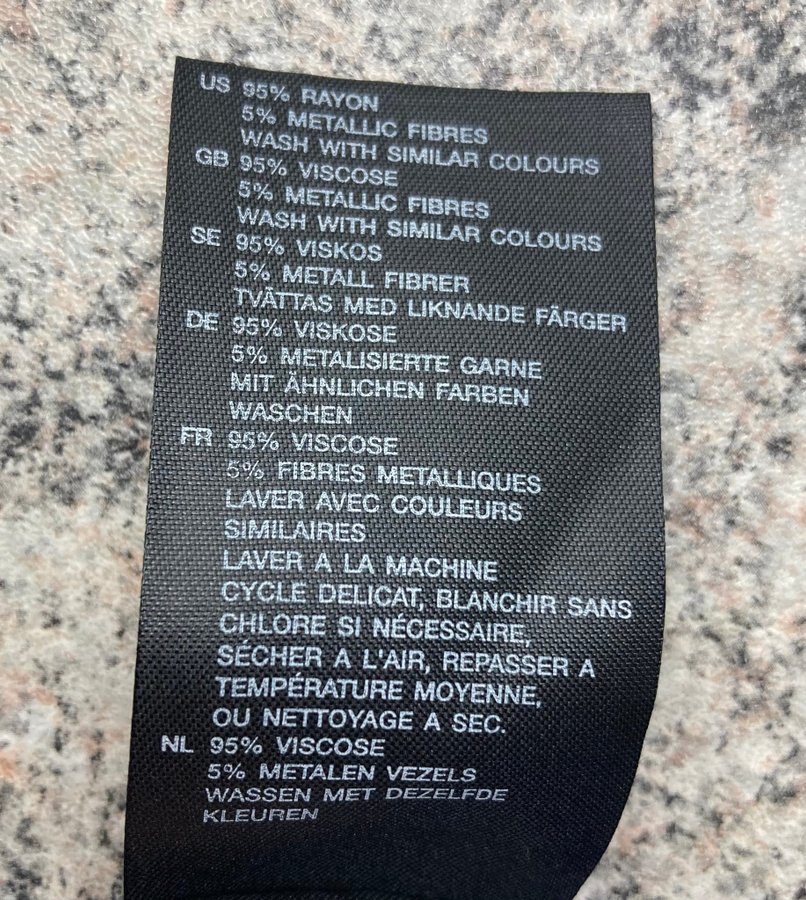 US 95% RAYON
5% METALLIC FIBRES
WASH WITH SIMILAR COLOURS
GB 95% VISCOSE
5% METALLIC FIBRES
WASH WITH SIMILAR COLOURS
SE 95% VISKOS
5% METALL FIBRER
TVÄTTAS MED LIKNANDE FÄRGER
DE 95% VISKOSE
5% METALISIERTE GARNE
MIT ÄHNLICHEN FARBEN
WASCHEN
FR 95% VISCOSE
5% FIBRES METALLIQUES
LAVER AVEC COULEURS
SIMILAIRES
LAVER A LA MACHINE
CYCLE DELICAT, BLANCHIR SANS
CHLORE SI NÉCESSAIRE,
SÉCHER A L'AIR, REPASSER A
TEMPÉRATURE MOYENNE,
OU NETTOYAGE A SEC.
NL 95% VISCOSE
5% METALEN VEZELS
WASSEN MET DEZELFDE
KLEUREN